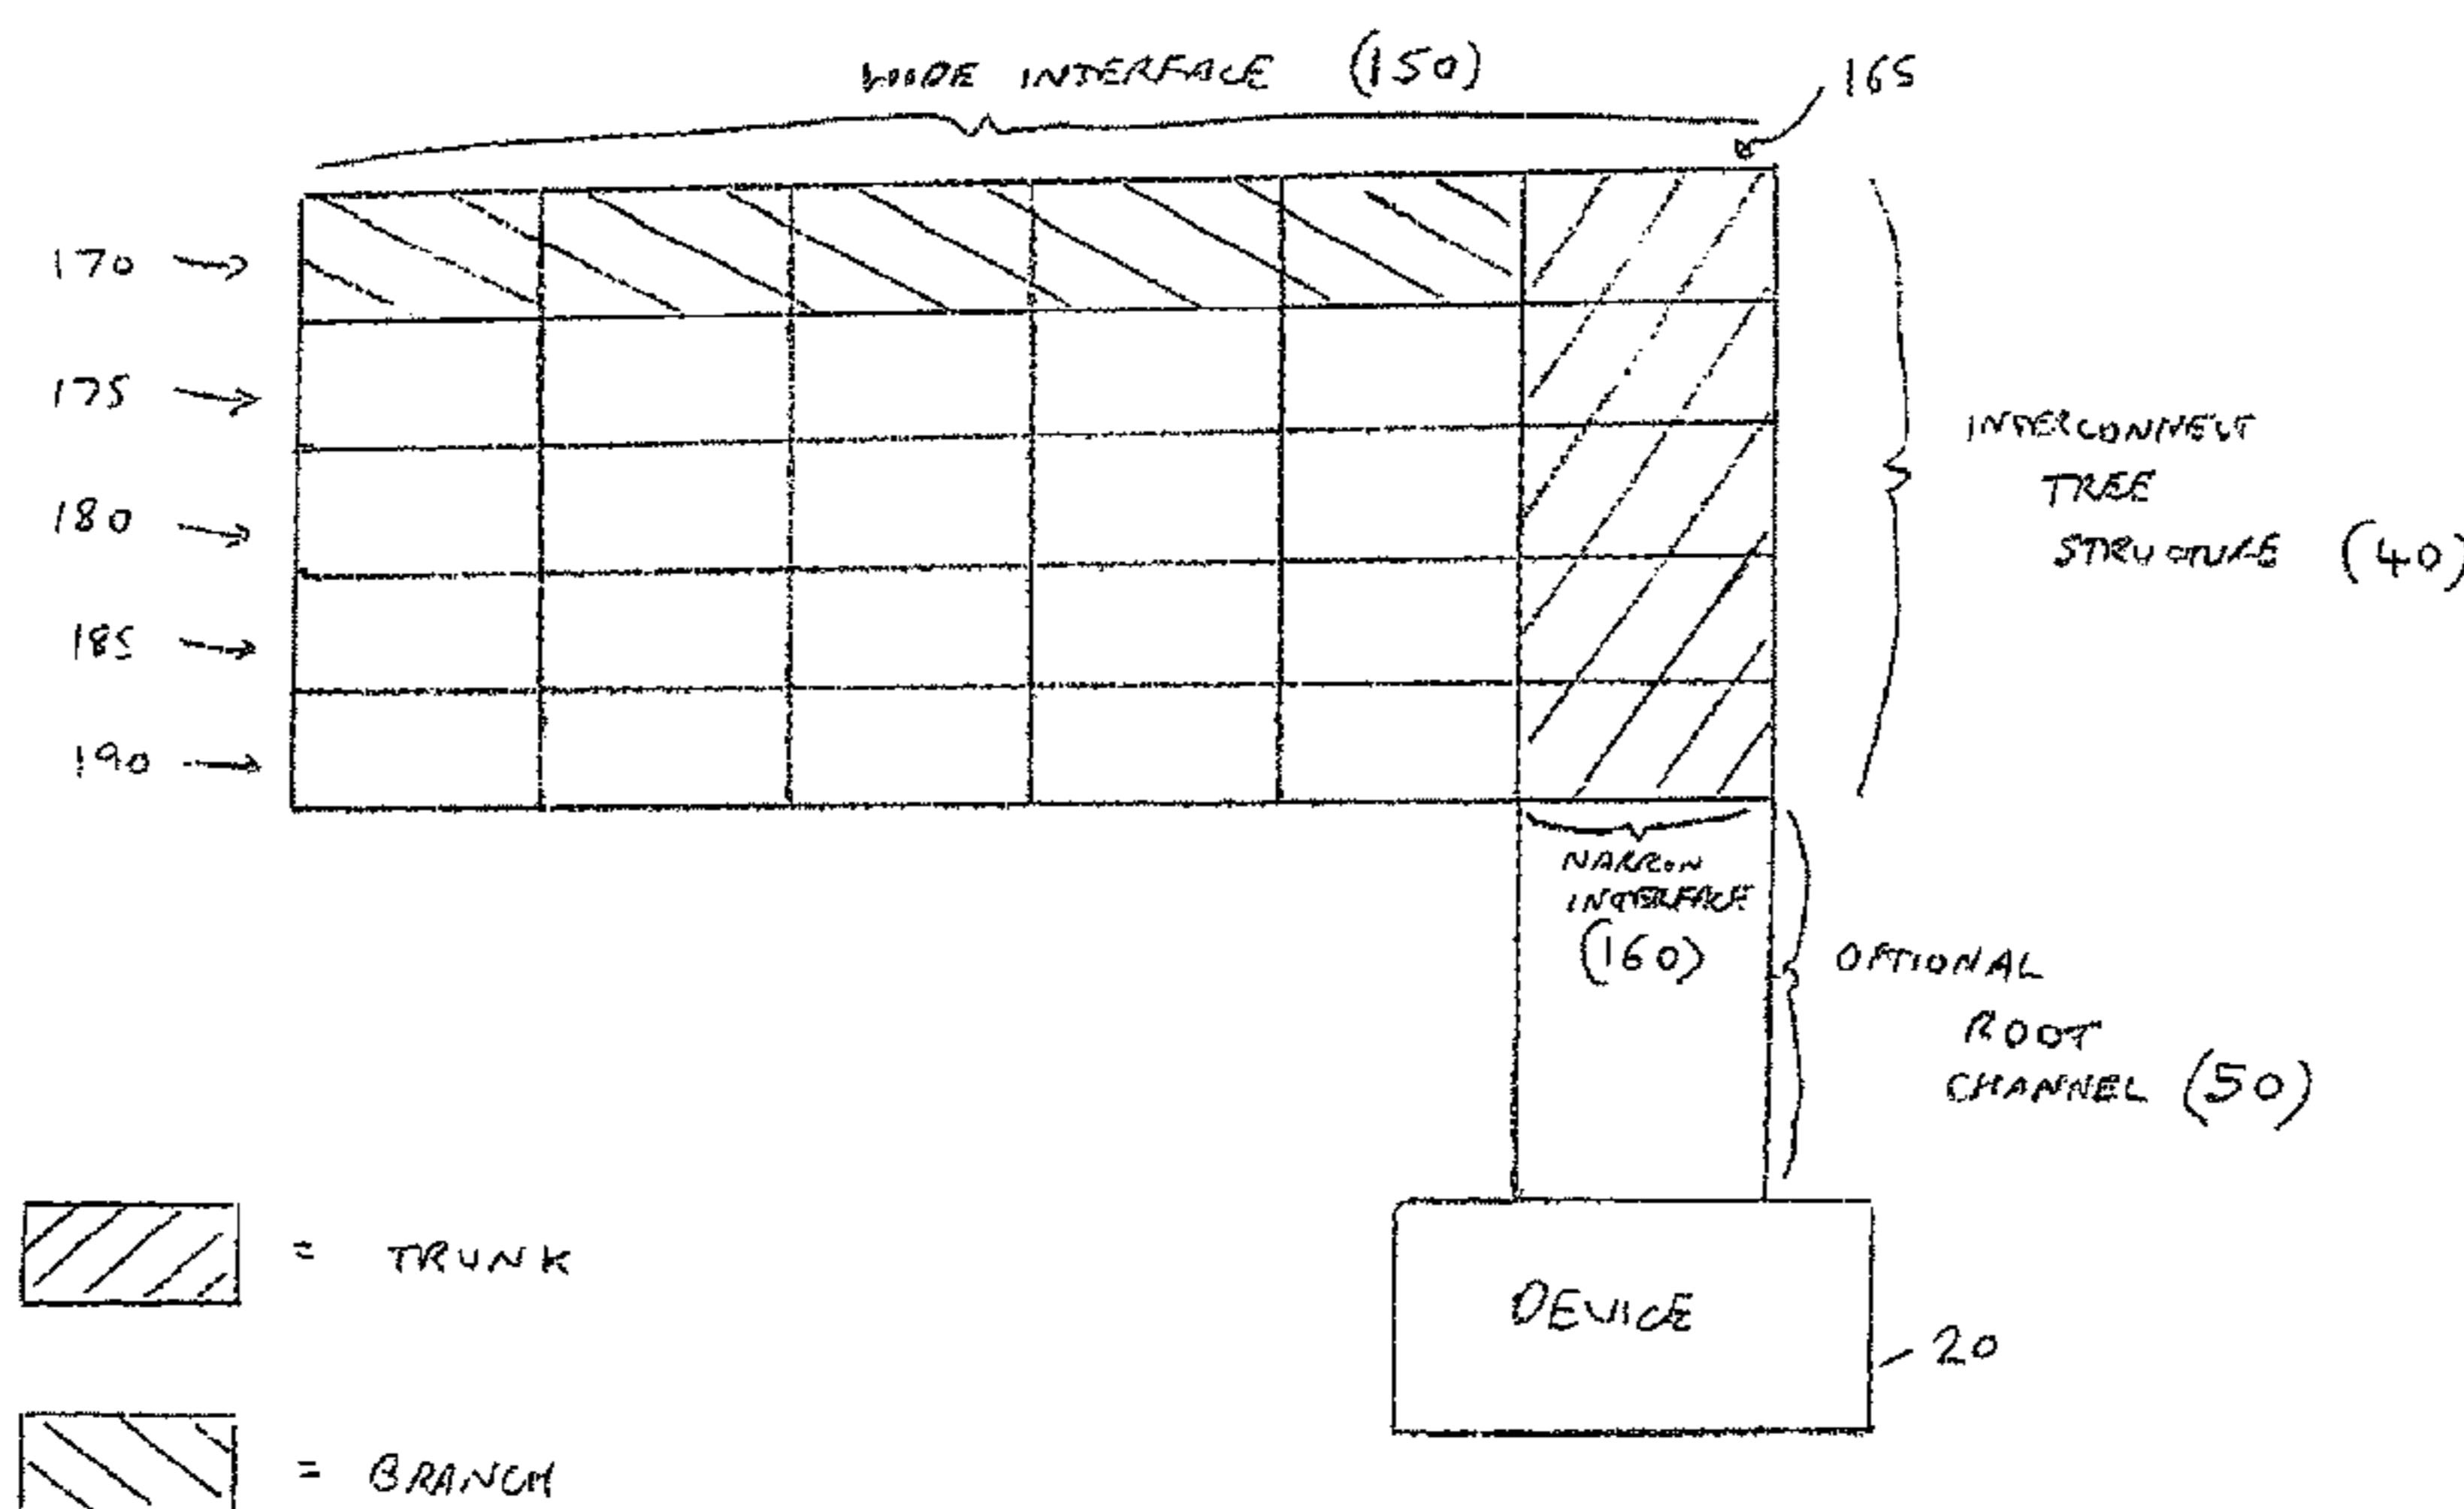 WIDE INTERFACE (150)
165
170
175
180
185
190
INTERCONNECT
TREE
STRUCTURE (40)
NARROW
INTERFACE
(160)
OPTIONAL
ROOT
CHANNEL (50)
DEVICE
20
= TRUNK
= BRANCH